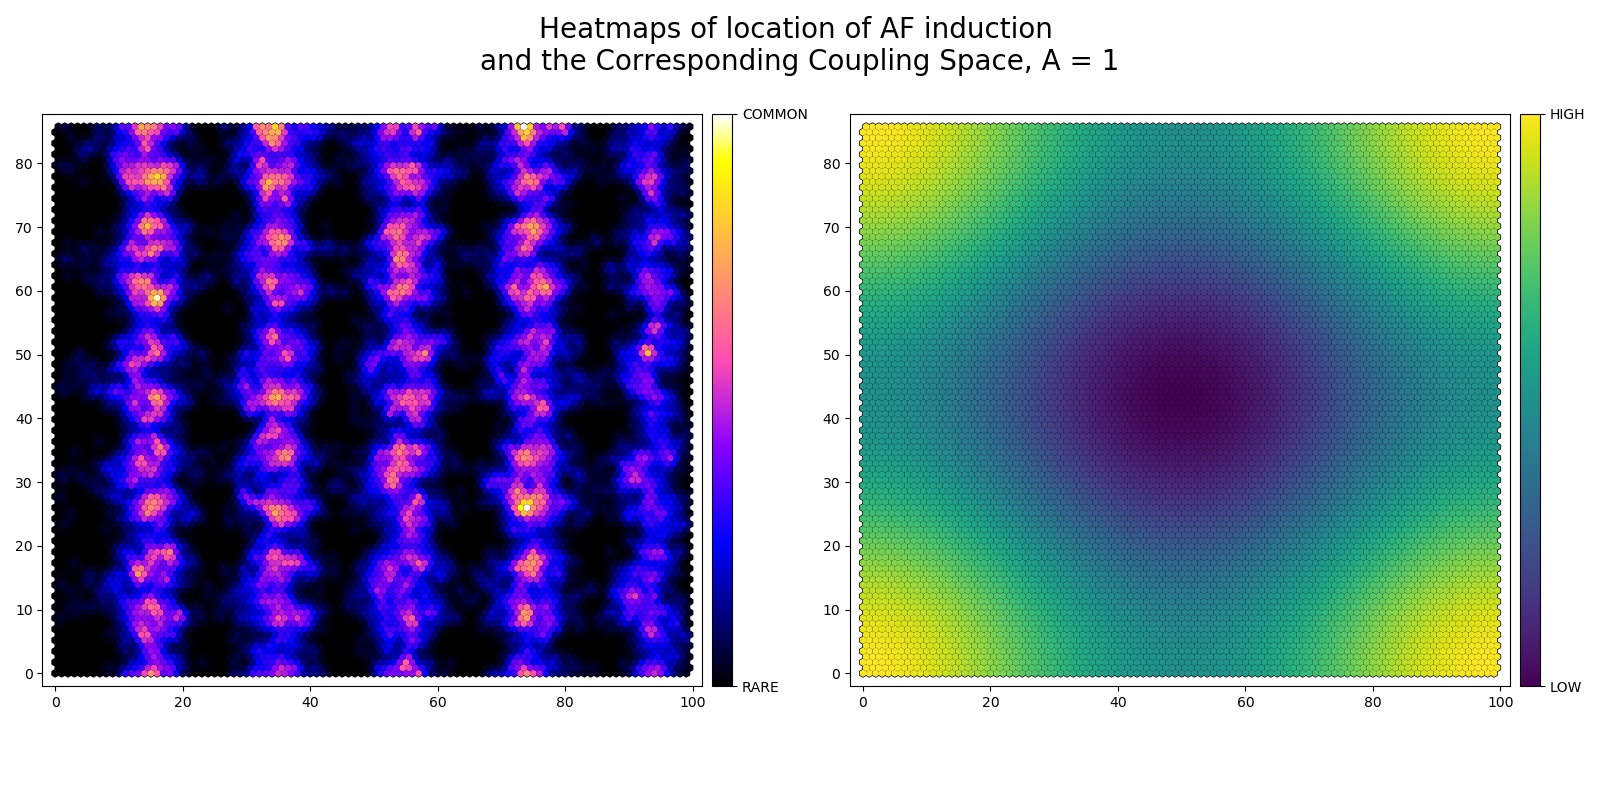 Heatmaps of location of AF induction
and the Corresponding Coupling Space, A = 1
COMMON
HIGH
80
70
60
50
40
30
20
10
0
80
70
60
50
40
30
20
10
0
RARE
LOW
0 20 40 60 80 100
0 20 40 60 80 100